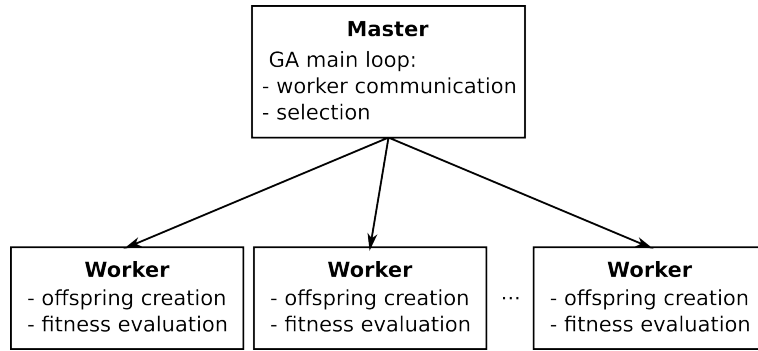 Master
GA main loop:
- worker communication
- selection
Worker
- offspring creation
- fitness evaluation
Worker
- offspring creation
- fitness evaluation
...
Worker
- offspring creation
- fitness evaluation